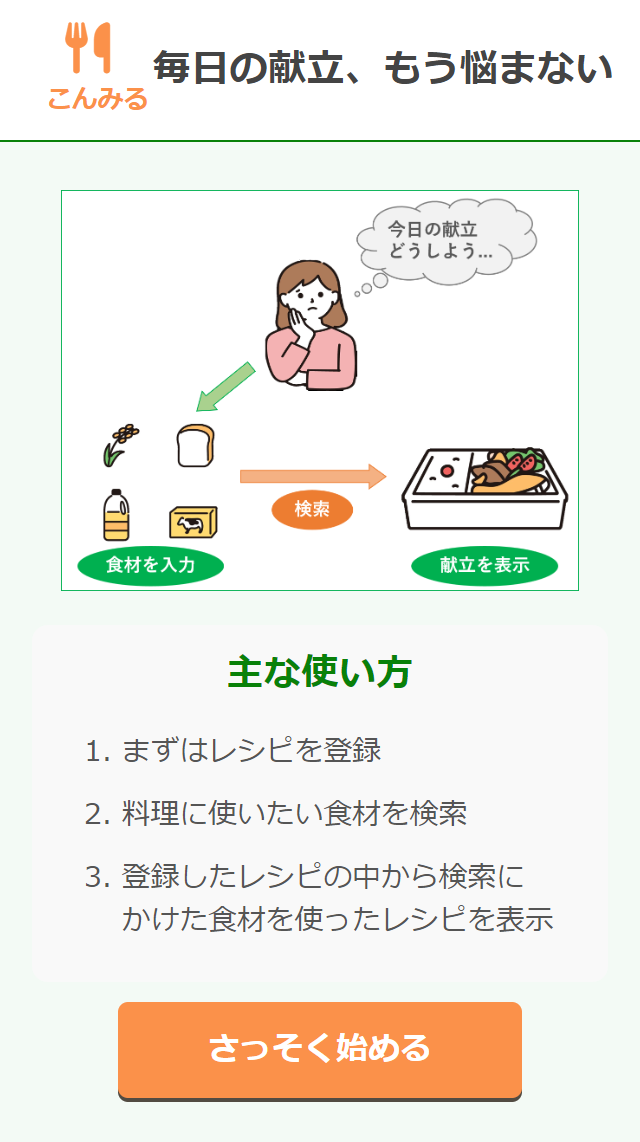 こんみる
毎日の献立、もう悩まない
今日の献立
どうしよう...
検索
食材を入力
献立を表示
主な使い方
1. まずはレシピを登録
2. 料理に使いたい食材を検索
3. 登録したレシピの中から検索に
かけた食材を使ったレシピを表示
さっそく始める